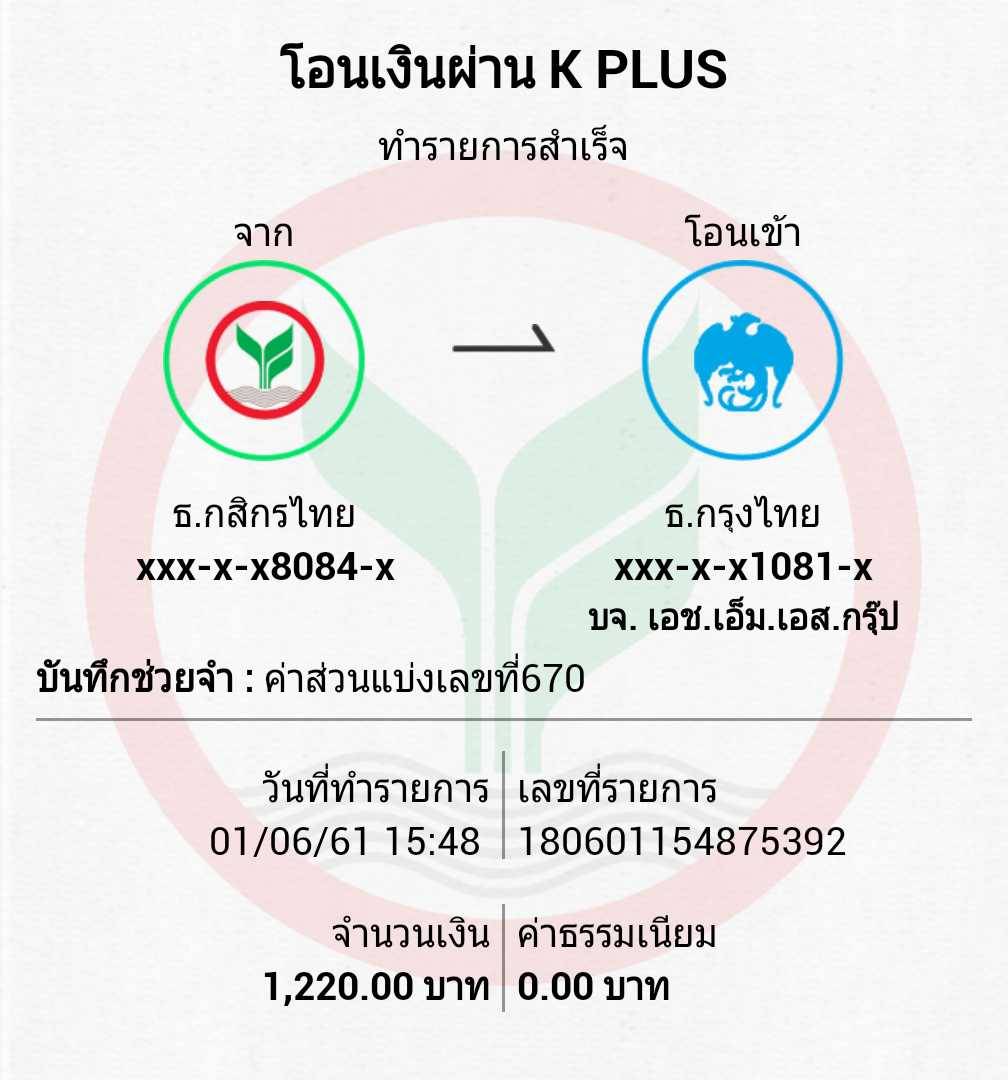 โอนเงินผ่าน K PLUS
ทำรายการสำเร็จ
จาก
โอนเข้า
ธ.กสิกรไทย
xxx-x-x8084-x
ธ.กรุงไทย
xxx-x-x1081-x
บจ. เอช.เอ็ม.เอส.กรุ๊ป
บันทึกช่วยจำ : ค่าส่วนแบ่งเลขที่670
วันที่ทำรายการ
01/06/61 15:48
เลขที่รายการ
180601154875392
จำนวนเงิน
1,220.00 บาท
ค่าธรรมเนียม
0.00 บาท